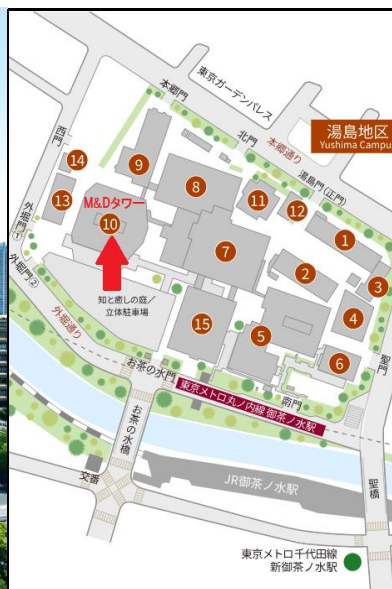 本郷門
東京ガーデンパレス
湯島地区
Yushima Campu
本郷通り
北門
湯島門(正門)
西門
14
9
13
M&Dタワー
10
8
11
12
1
7
2
3
4
外堀門①
外堀門②
知と癒しの庭／
立体駐車場
15
5
6
聖門
外堀通り
お茶の水門
南門
東京メトロ丸ノ内線 御茶ノ水駅
お茶の水橋
交番
JR御茶ノ水駅
聖橋
東京メトロ千代田線
新御茶ノ水駅